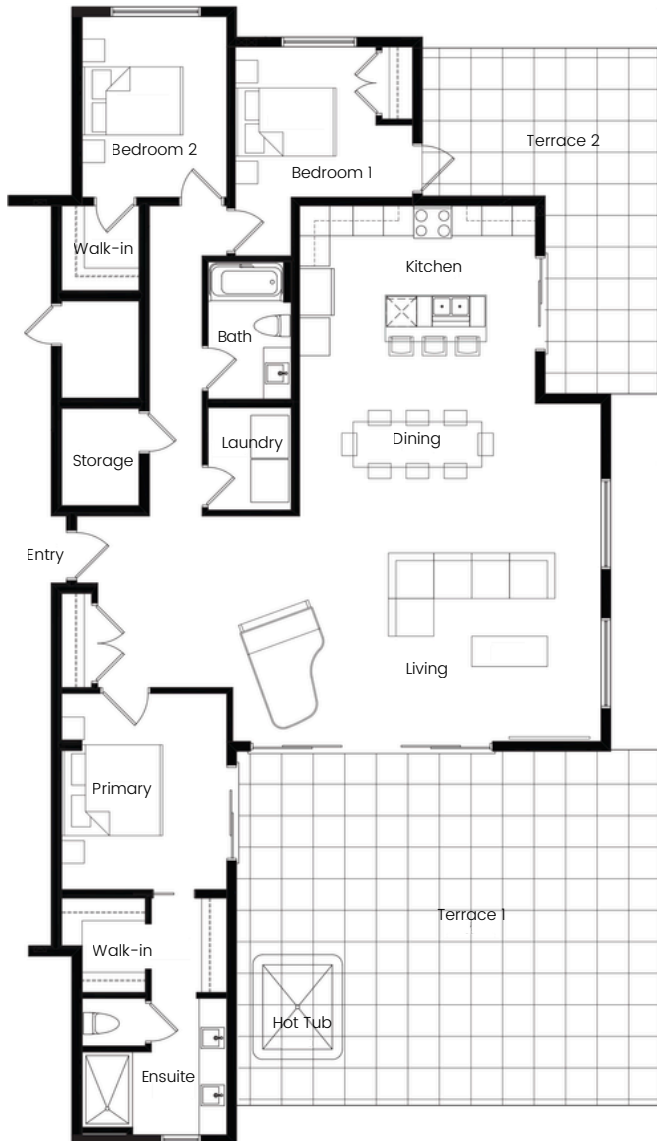 Terrace 2
Bedroom 2
Bedroom 1
Walk-in
Kitchen
Bath
Dining
Laundry
Storage
Entry
Living
Primary
Terrace 1
Walk-in
Hot Tub
Ensuite